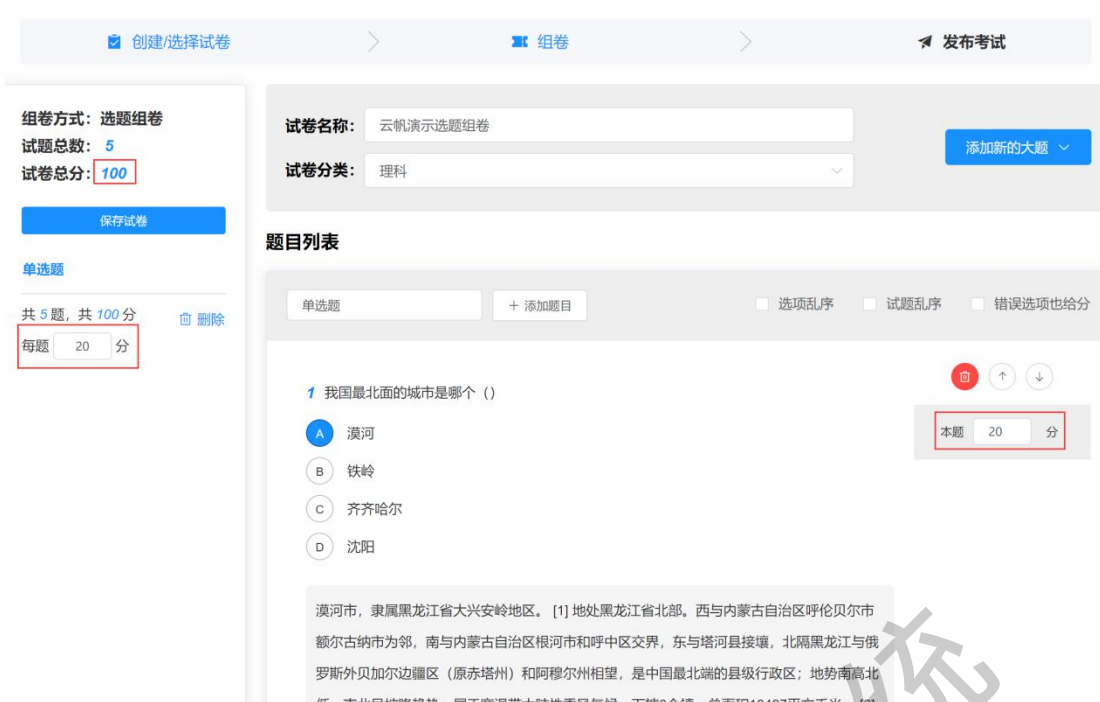 创建/选择试卷
组卷
发布考试
组卷方式：选题组卷
试题总数： 5
试卷总分： 100
保存试卷
单选题
共 5 题，共 100 分
删除
每题 20 分
试卷名称： 云帆演示选题组卷
试卷分类： 理科
添加新的大题
题目列表
单选题
+ 添加题目
选项乱序
试题乱序
错误选项也给分
1 我国最北面的城市是哪个（）
A 漠河
B 铁岭
C 齐齐哈尔
D 沈阳
本题 20 分
漠河市，隶属黑龙江省大兴安岭地区。 [1] 地处黑龙江省北部。西与内蒙古自治区呼伦贝尔市
额尔古纳市为邻，南与内蒙古自治区根河市和呼中区交界，东与塔河县接壤，北隔黑龙江与俄
罗斯外贝加尔边疆区（原赤塔州）和阿穆尔州相望，是中国最北端的县级行政区；地势南高北
统